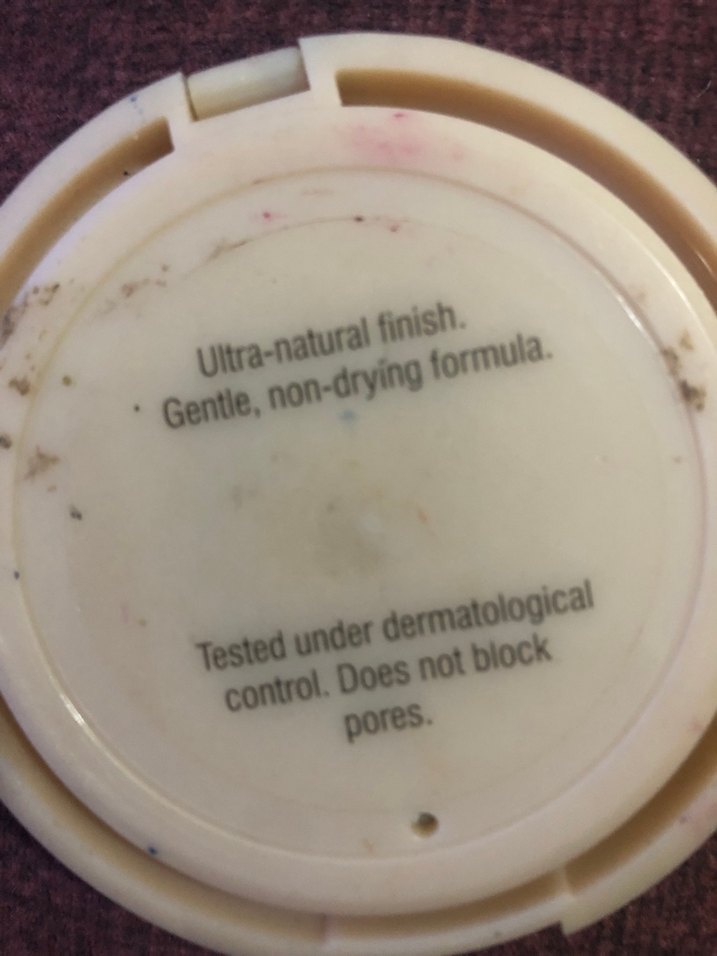 Ultra-natural finish.
Gentle, non-drying formula.
Tested under dermatological
control. Does not block
pores.